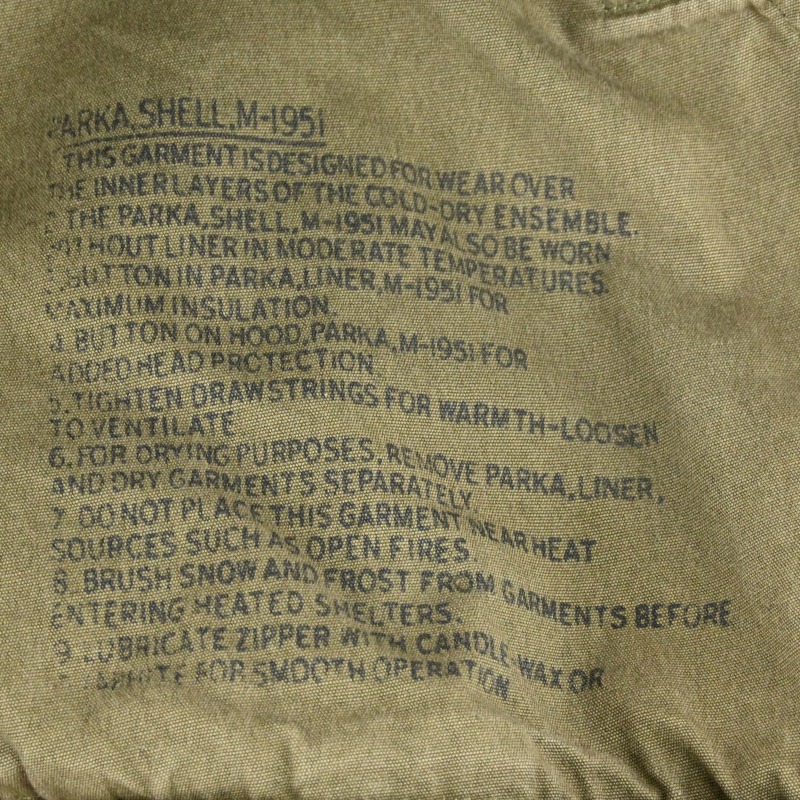 PARKA, SHELL, M-1951
1. THIS GARMENT IS DESIGNED FOR WEAR OVER
THE INNER LAYERS OF THE COLD-DRY ENSEMBLE.
2. THE PARKA, SHELL, M-1951 MAY ALSO BE WORN
WITHOUT LINER IN MODERATE TEMPERATURES.
3. BUTTON IN PARKA, LINER, M-1951 FOR
MAXIMUM INSULATION.
4. BUTTON ON HOOD, PARKA, M-1951 FOR
ADDED HEAD PROTECTION.
5. TIGHTEN DRAWSTRINGS FOR WARMTH-LOOSEN
TO VENTILATE
6. FOR DRYING PURPOSES, REMOVE PARKA, LINER,
AND DRY GARMENTS SEPARATELY.
7. DO NOT PLACE THIS GARMENT NEAR HEAT
SOURCES SUCH AS OPEN FIRES.
8. BRUSH SNOW AND FROST FROM GARMENTS BEFORE
ENTERING HEATED SHELTERS.
9. LUBRICATE ZIPPER WITH CANDLE WAX OR
GRAPHITE FOR SMOOTH OPERATION.